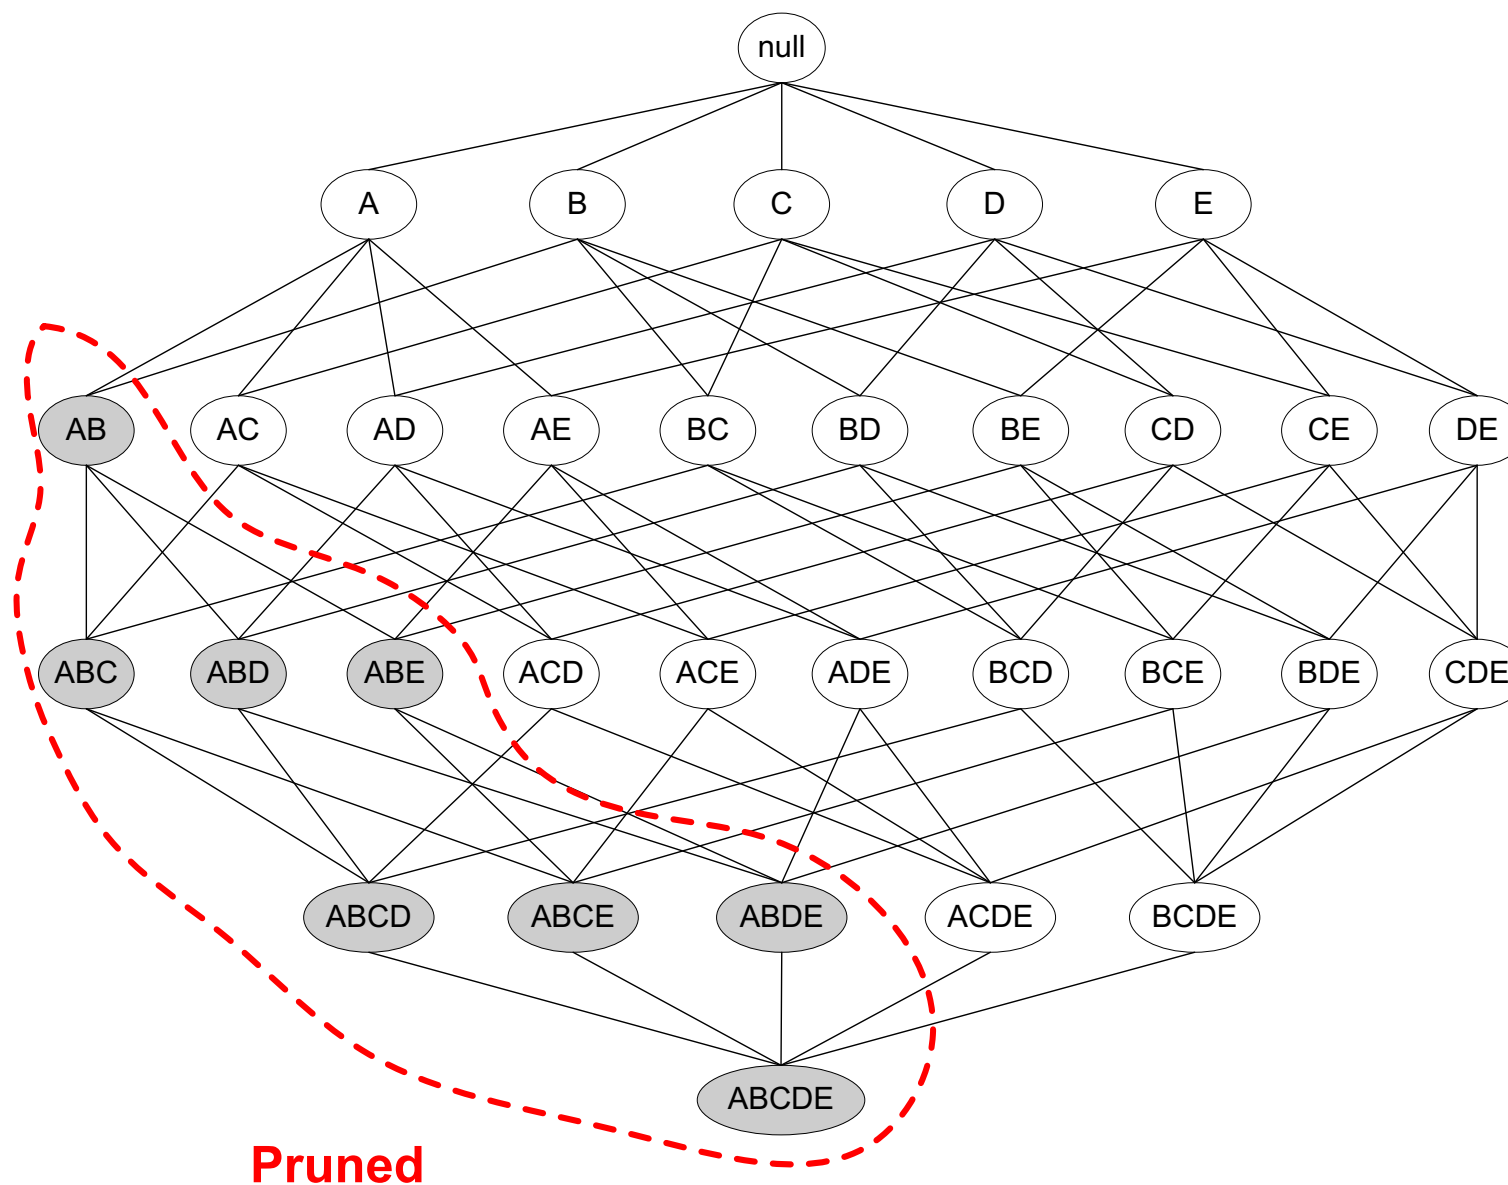 null
A B C D E
AB AC AD AE BC BD BE CD CE DE
ABC ABD ABE ACD ACE ADE BCD BCE BDE CDE
ABCD ABCE ABDE ACDE BCDE
ABCDE
Pruned